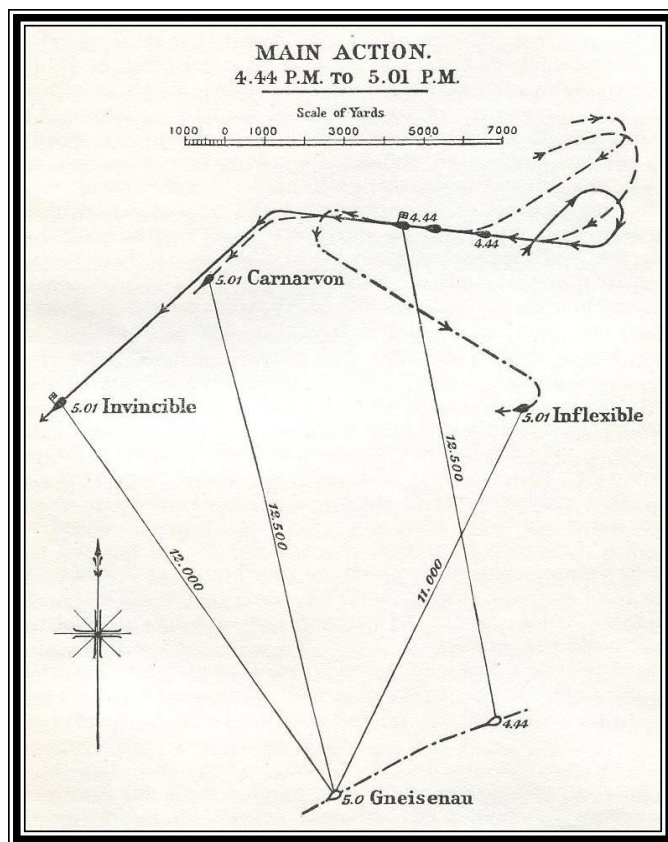 MAIN ACTION.
4.44 P.M. TO 5.01 P.M.
Scale of Yards
1000 0 1000 3000 5000 7000
4.44
4.44
5.01 Carnarvon
5.01 Invincible
5.01 Inflexible
12.500
12.500
12.000
11.000
4.44
5.0 Gneisenau